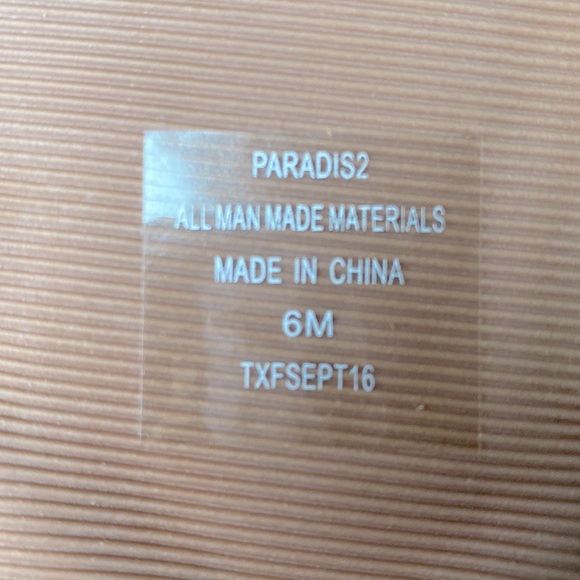 PARADIS2
ALL MAN MADE MATERIALS
MADE IN CHINA
6M
TXFSEPT16